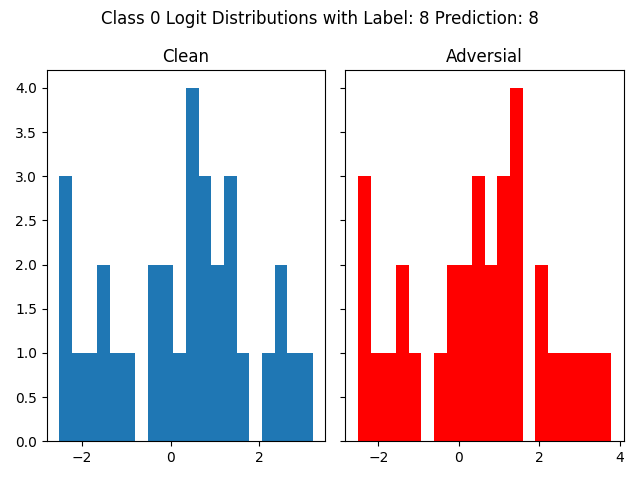 Class 0 Logit Distributions with Label: 8 Prediction: 8
Clean
Adversial
4.0
3.5
3.0
2.5
2.0
1.5
1.0
0.5
0.0
−2 0 2
−2 0 2 4